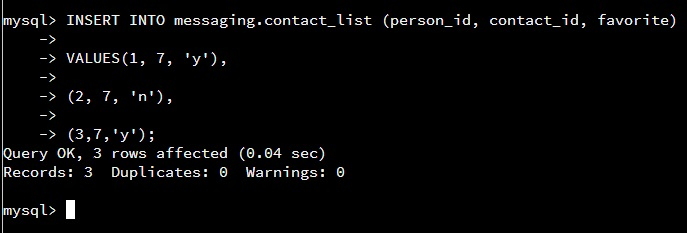 mysql> INSERT INTO messaging.contact_list (person_id, contact_id, favorite)
->
-> VALUES(1, 7, 'y'),
->
-> (2, 7, 'n'),
->
-> (3,7,'y');
Query OK, 3 rows affected (0.04 sec)
Records: 3  Duplicates: 0  Warnings: 0
mysql>